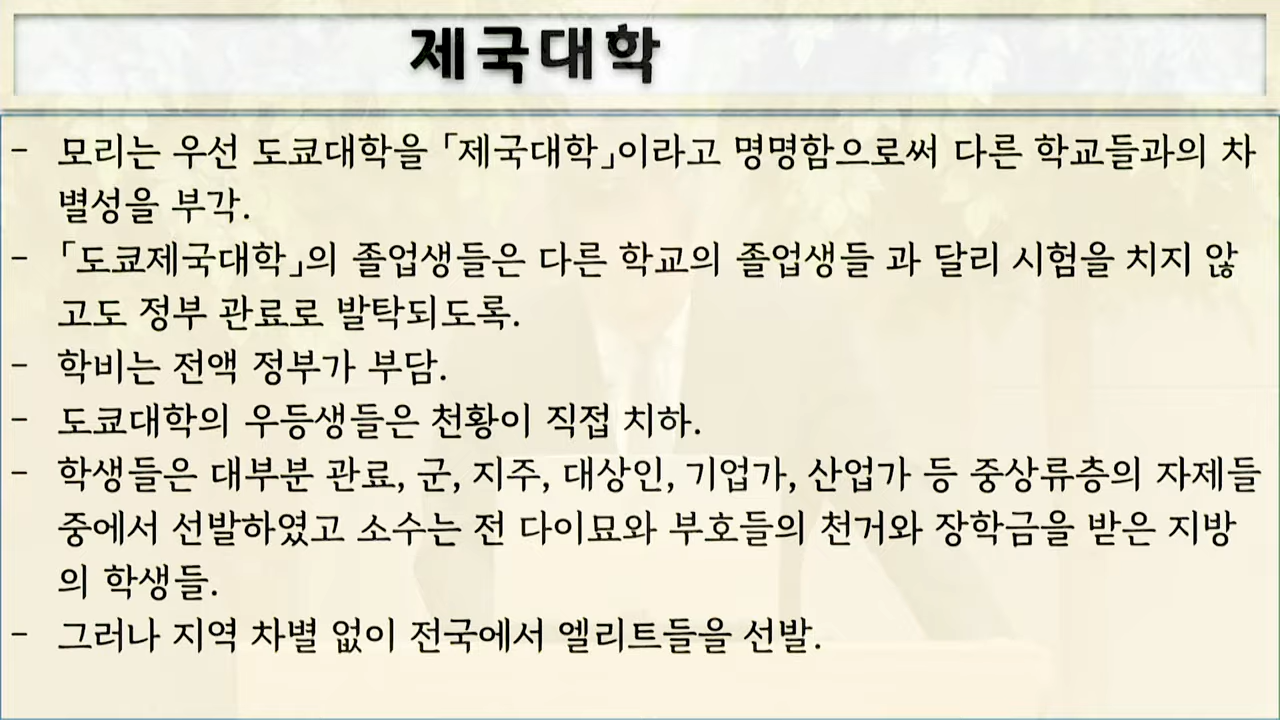 제국대학
- 모리는 우선 도쿄대학을 「제국대학」이라고 명명함으로써 다른 학교들과의 차
별성을 부각.
- 「도쿄제국대학」의 졸업생들은 다른 학교의 졸업생들 과 달리 시험을 치지 않
고도 정부 관료로 발탁되도록.
- 학비는 전액 정부가 부담.
- 도쿄대학의 우등생들은 천황이 직접 치하.
- 학생들은 대부분 관료, 군, 지주, 대상인, 기업가, 산업가 등 중상류층의 자제들
중에서 선발하였고 소수는 전 다이묘와 부호들의 천거와 장학금을 받은 지방
의 학생들.
- 그러나 지역 차별 없이 전국에서 엘리트들을 선발.